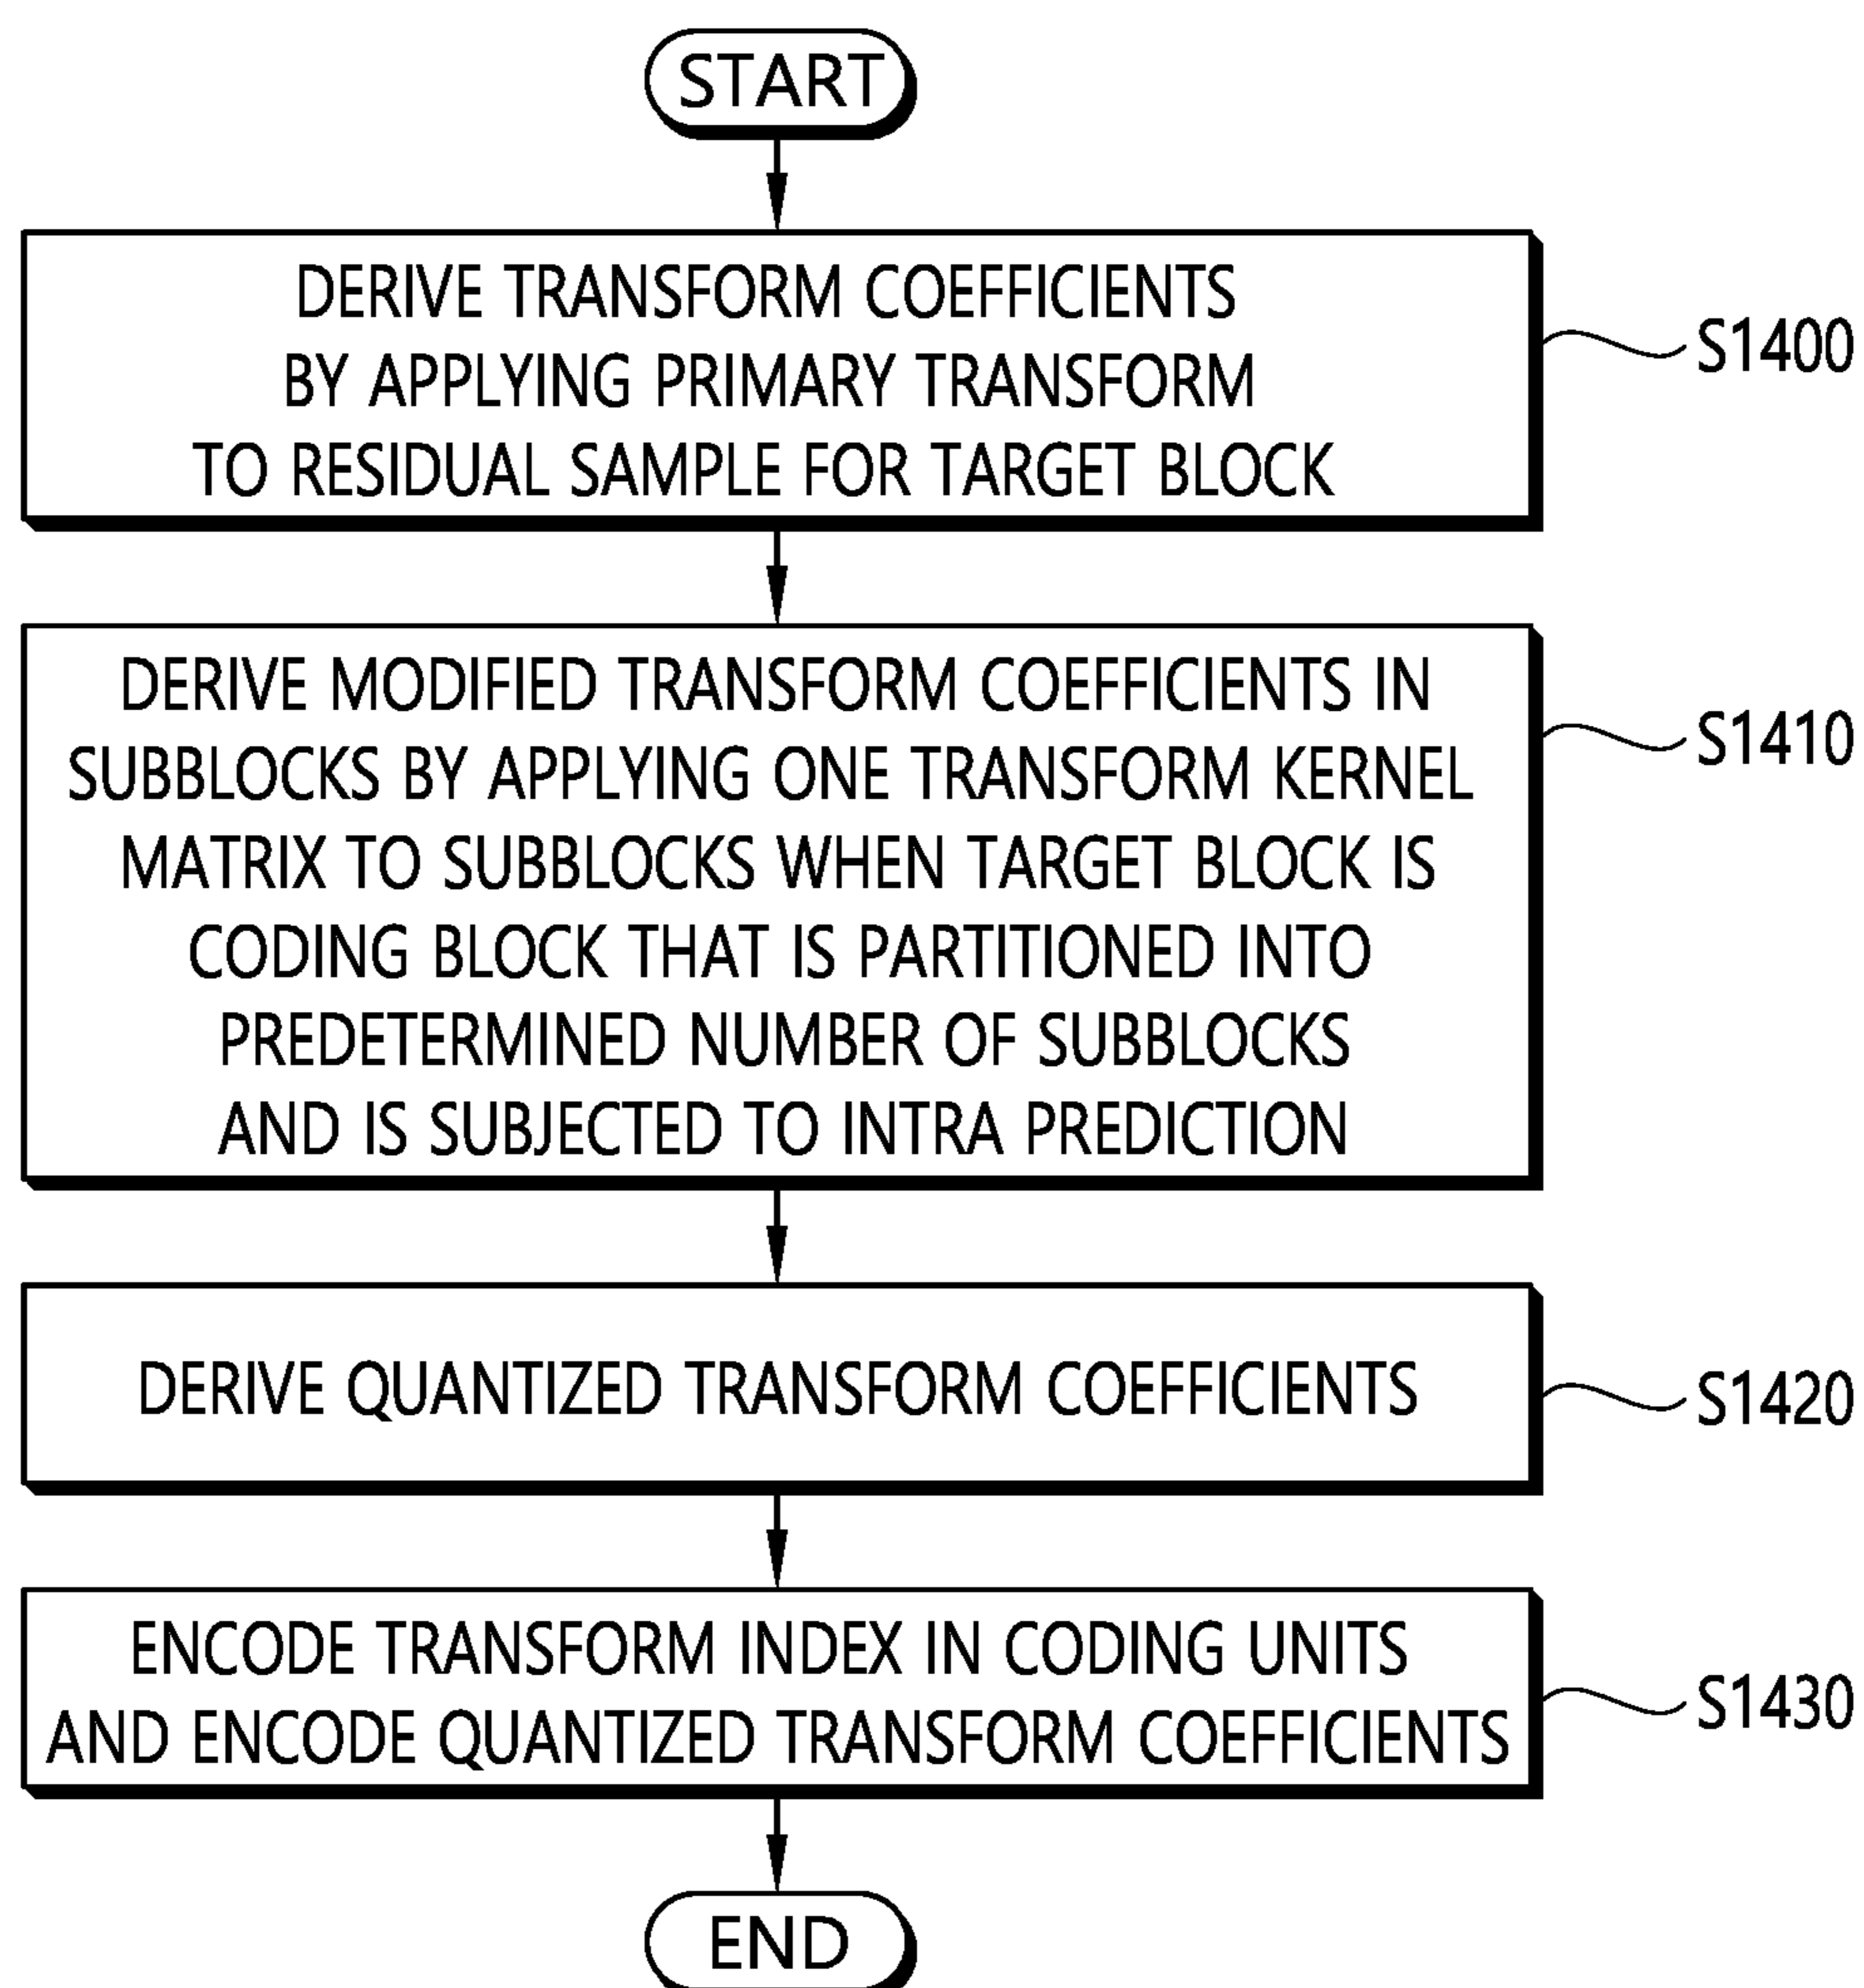 START
DERIVE TRANSFORM COEFFICIENTS
BY APPLYING PRIMARY TRANSFORM
TO RESIDUAL SAMPLE FOR TARGET BLOCK
S1400
DERIVE MODIFIED TRANSFORM COEFFICIENTS IN
SUBBLOCKS BY APPLYING ONE TRANSFORM KERNEL
MATRIX TO SUBBLOCKS WHEN TARGET BLOCK IS
CODING BLOCK THAT IS PARTITIONED INTO
PREDETERMINED NUMBER OF SUBBLOCKS
AND IS SUBJECTED TO INTRA PREDICTION
S1410
DERIVE QUANTIZED TRANSFORM COEFFICIENTS
S1420
ENCODE TRANSFORM INDEX IN CODING UNITS
AND ENCODE QUANTIZED TRANSFORM COEFFICIENTS
S1430
END